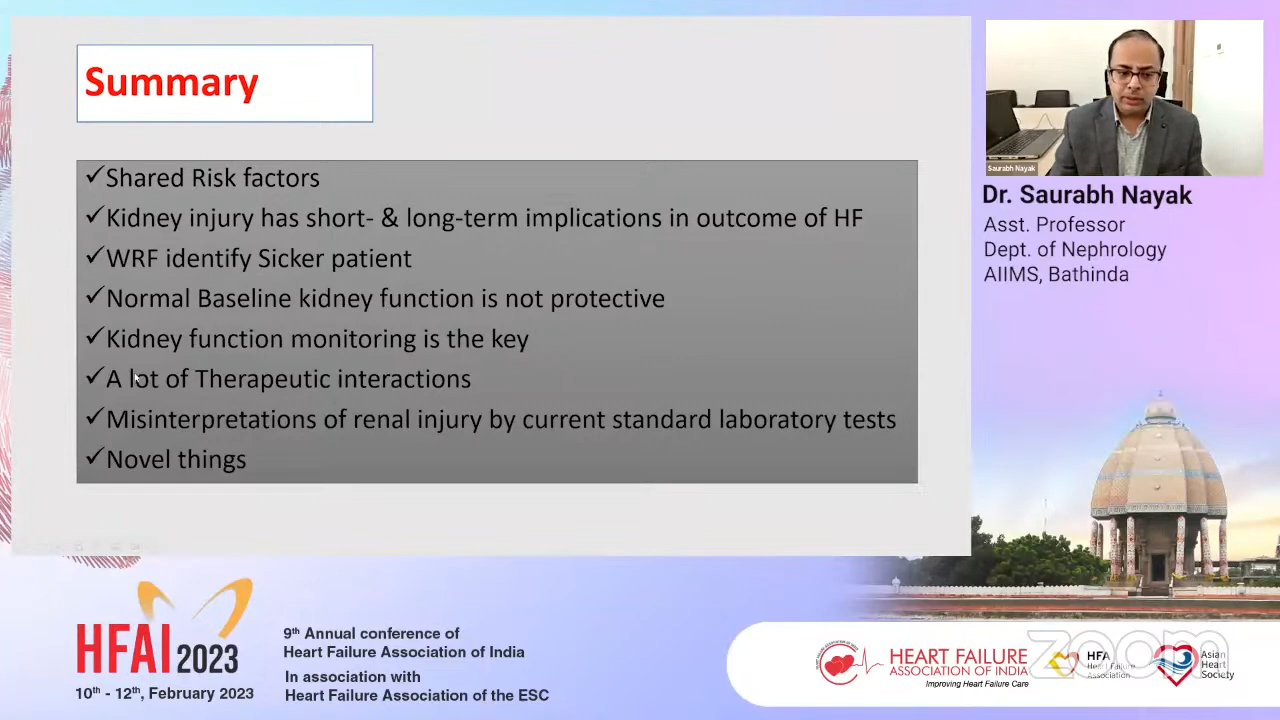 Summary
✓Shared Risk factors
✓Kidney injury has short- & long-term implications in outcome of HF
✓WRF identify Sicker patient
✓Normal Baseline kidney function is not protective
✓Kidney function monitoring is the key
✓A lot of Therapeutic interactions
✓Misinterpretations of renal injury by current standard laboratory tests
✓Novel things
Saurabh Nayak
Dr. Saurabh Nayak
Asst. Professor
Dept. of Nephrology
AIIMS, Bathinda
HFAI 2023
10th - 12th, February 2023
9th Annual conference of
Heart Failure Association of India
In association with
Heart Failure Association of the ESC
HEART FAILURE
ASSOCIATION OF INDIA
Improving Heart Failure Care
HFA
Heart Failure
Association
Asian
Heart
Society
zoom